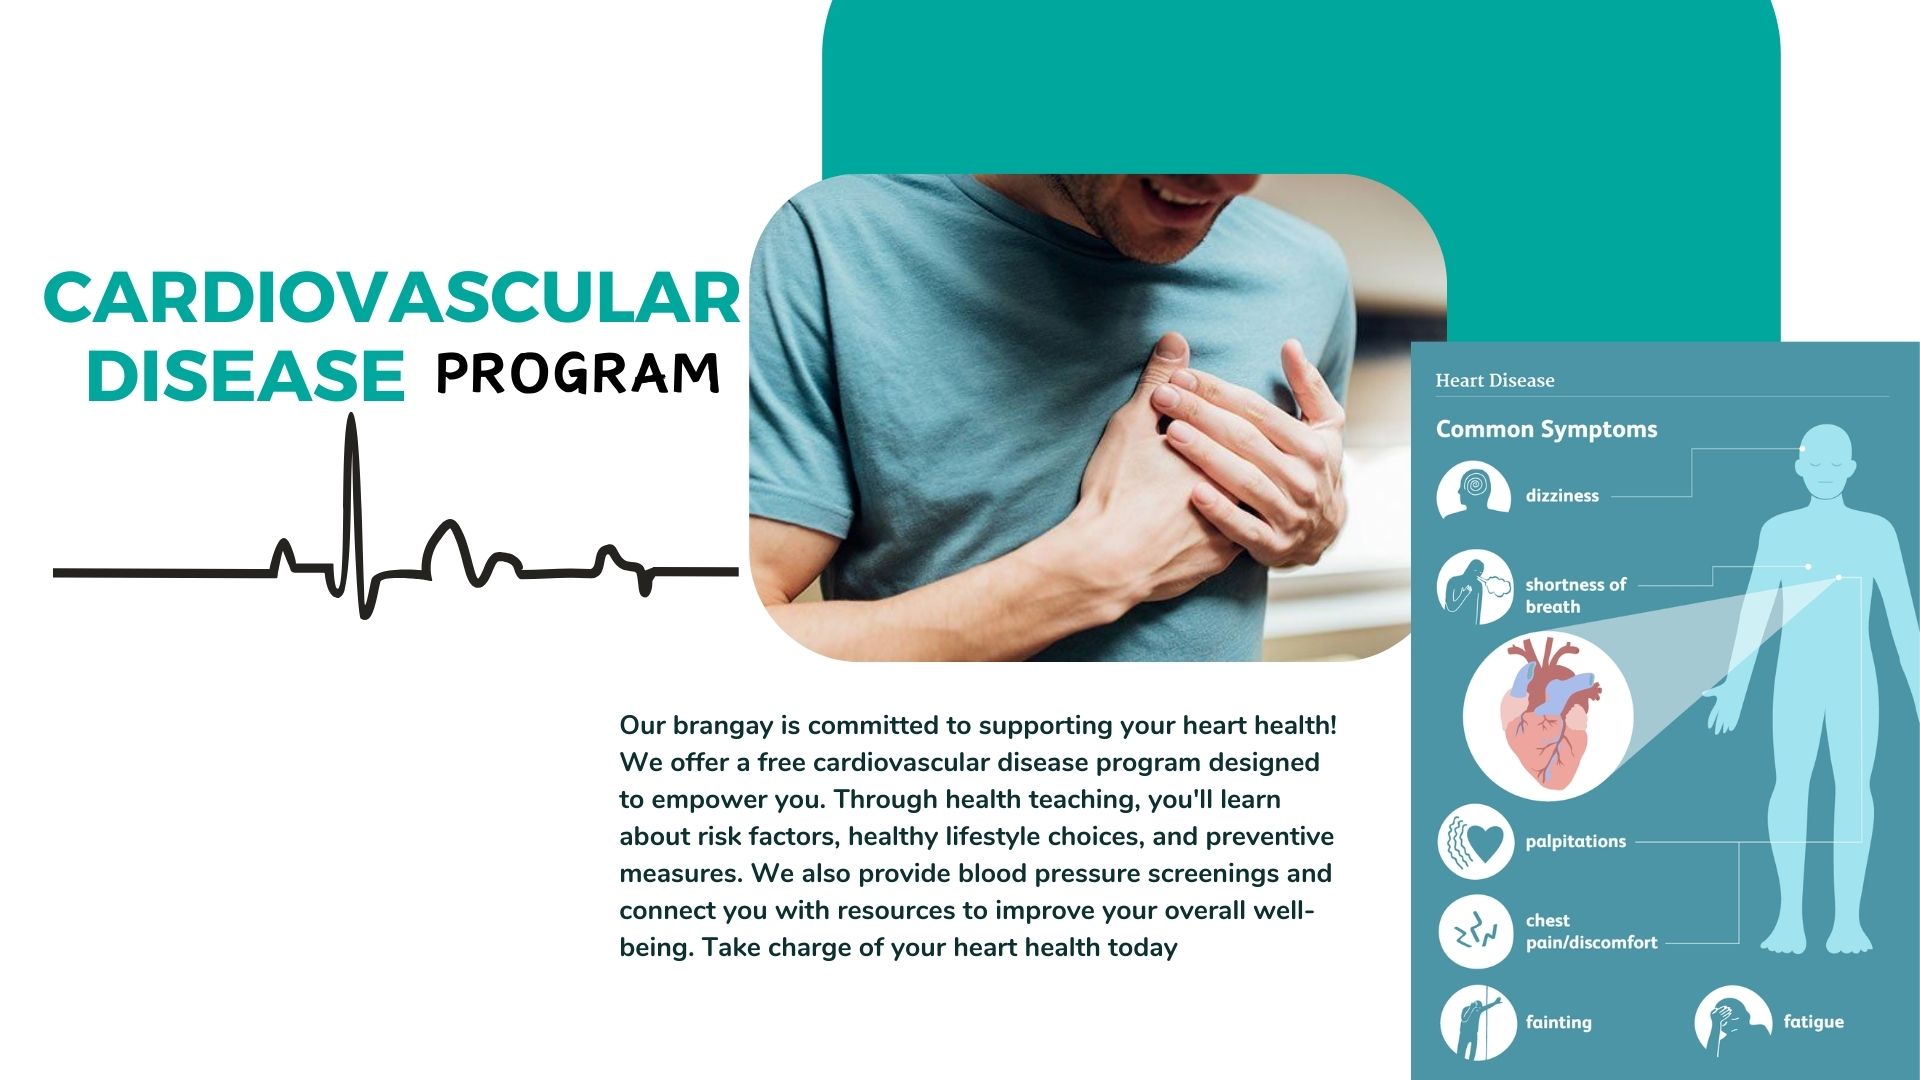 CARDIOVASCULAR
DISEASE PROGRAM
Our brangay is committed to supporting your heart health!
We offer a free cardiovascular disease program designed
to empower you. Through health teaching, you'll learn
about risk factors, healthy lifestyle choices, and preventive
measures. We also provide blood pressure screenings and
connect you with resources to improve your overall well-
being. Take charge of your heart health today
Heart Disease
Common Symptoms
dizziness
shortness of
breath
palpitations
chest
pain/discomfort
fainting
fatigue